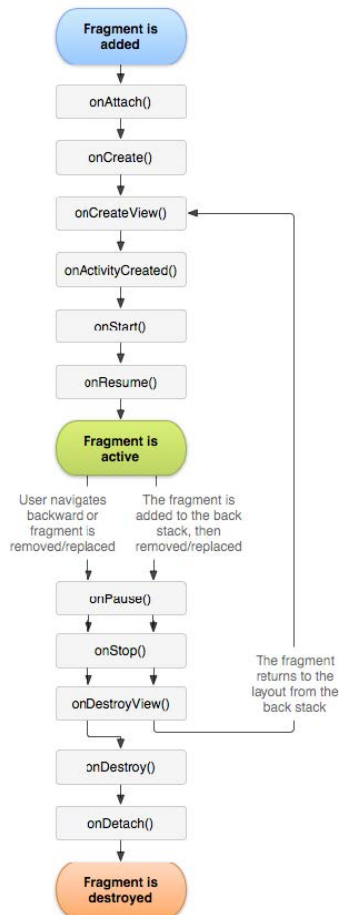 Fragment is
added
onAttach()
onCreate()
onCreateView()
onActivityCreated()
onStart()
onResume()
Fragment is
active
User navigates
backward or
fragment is
removed/replaced
The fragment is
added to the back
stack, then
removed/replaced
onPause()
onStop()
onDestroyView()
The fragment
returns to the
layout from the
back stack
onDestroy()
onDetach()
Fragment is
destroyed